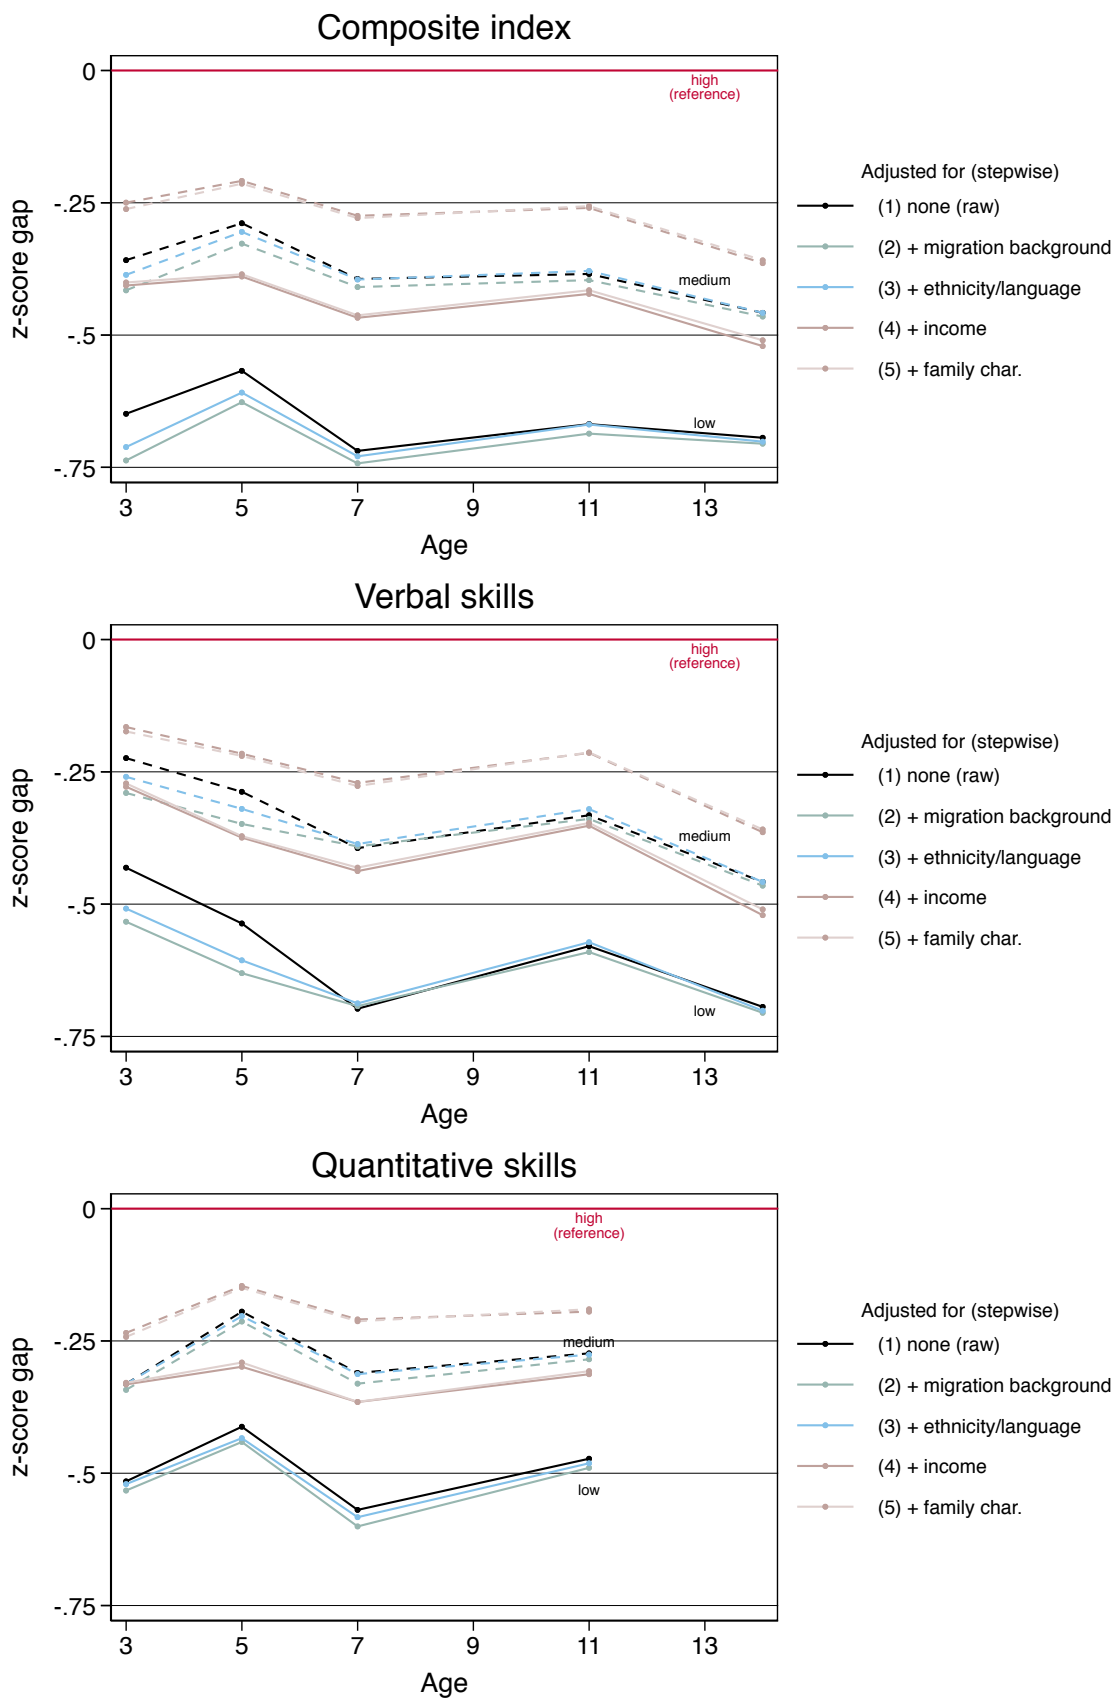 Composite index
0
-.25
-.5
-.75
z-score gap
high
(reference)
medium
low
3 5 7 9 11 13
Age
Adjusted for (stepwise)
(1) none (raw)
(2) + migration background
(3) + ethnicity/language
(4) + income
(5) + family char.
Verbal skills
0
-.25
-.5
-.75
z-score gap
high
(reference)
medium
low
3 5 7 9 11 13
Age
Adjusted for (stepwise)
(1) none (raw)
(2) + migration background
(3) + ethnicity/language
(4) + income
(5) + family char.
Quantitative skills
0
-.25
-.5
-.75
z-score gap
high
(reference)
medium
low
3 5 7 9 11 13
Age
Adjusted for (stepwise)
(1) none (raw)
(2) + migration background
(3) + ethnicity/language
(4) + income
(5) + family char.